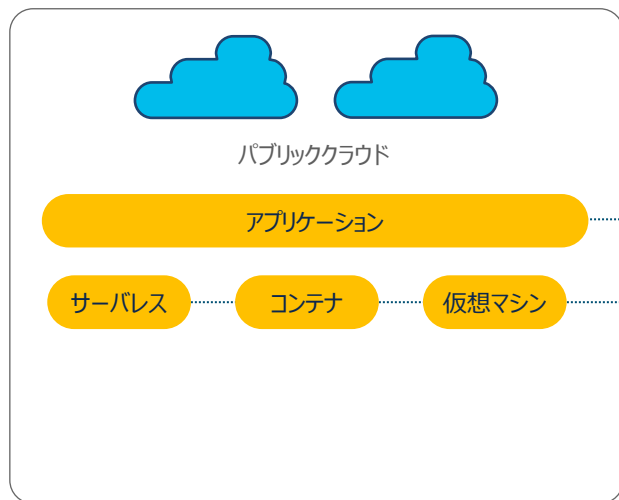 パブリッククラウド
アプリケーション
サーバレス
コンテナ
仮想マシン